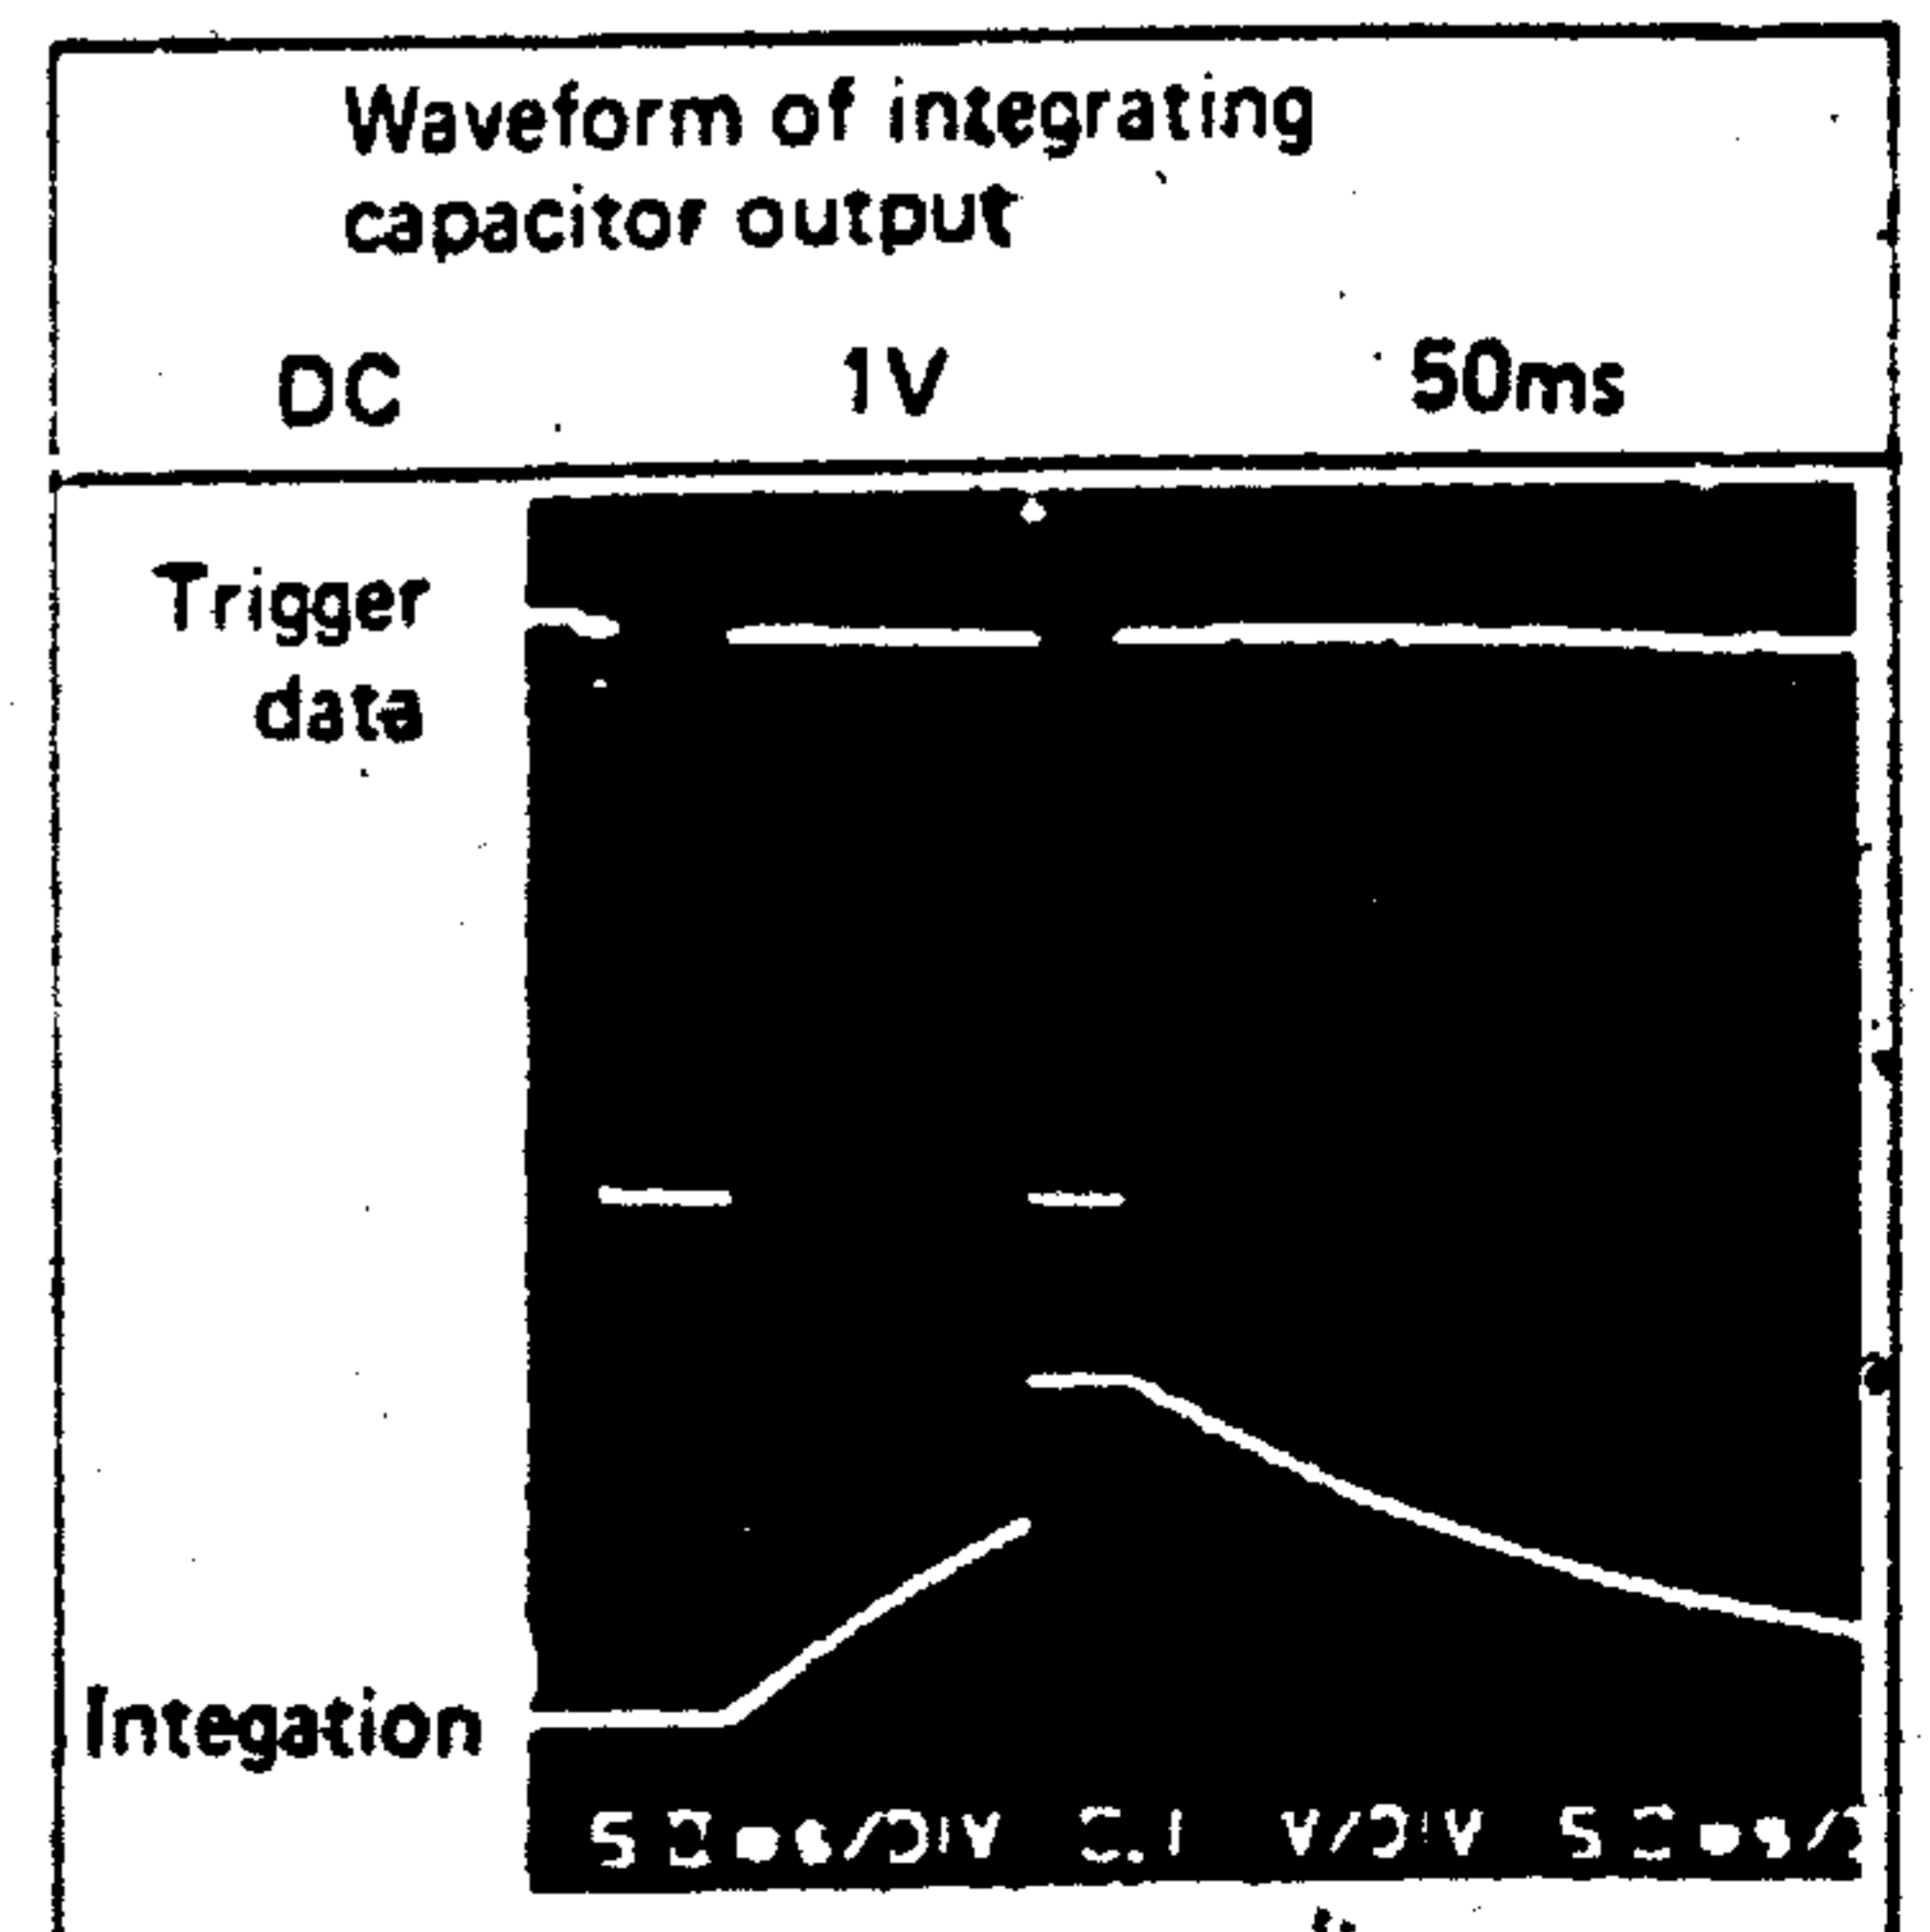 Waveform of integrating
capacitor output
DC 1V 50ms
Trigger
data
Integation